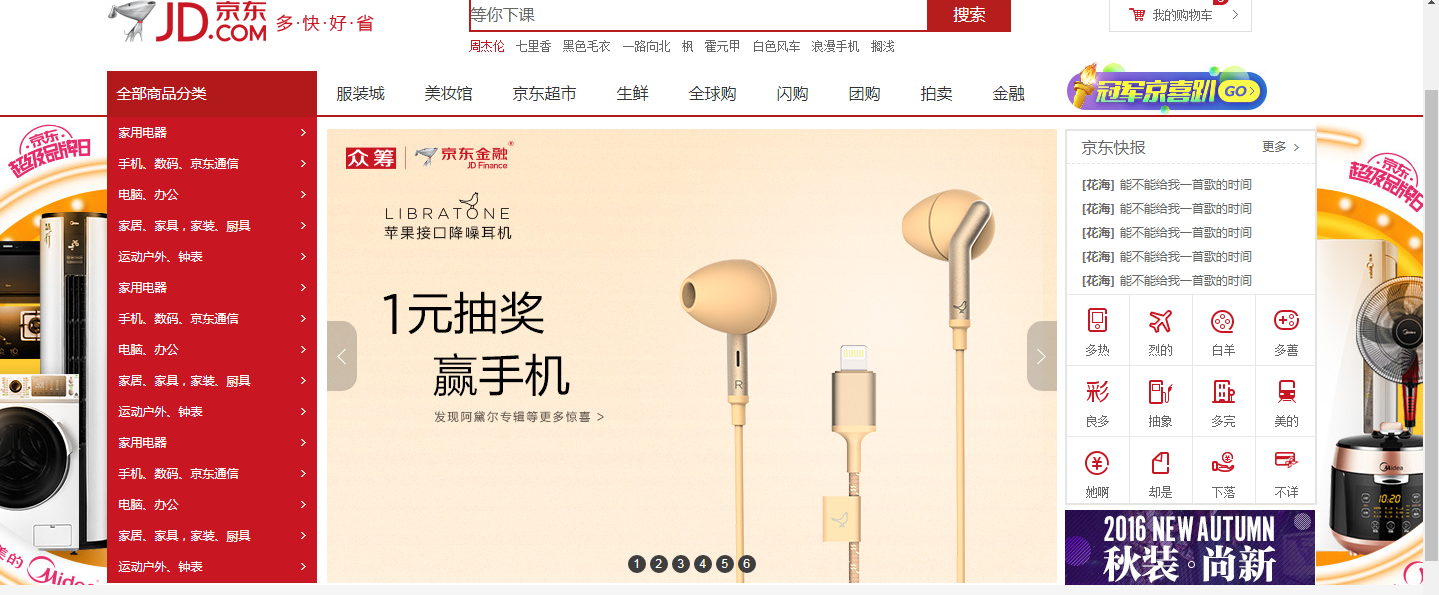 京东
JD.COM 多·快·好·省
等你下课
搜索
我的购物车
周杰伦 七里香 黑色毛衣 一路向北 枫 霍元甲 白色风车 浪漫手机 搁浅
全部商品分类
服装城 美妆馆 京东超市 生鲜 全球购 闪购 团购 拍卖 金融
冠军京喜趴 GO
京东
超级品牌日
家用电器
手机、数码、京东通信
电脑、办公
家居、家具，家装、厨具
运动户外、钟表
家用电器
手机、数码、京东通信
电脑、办公
家居、家具，家装、厨具
运动户外、钟表
家用电器
手机、数码、京东通信
电脑、办公
家居、家具，家装、厨具
运动户外、钟表
美的 Midea
众筹 京东金融
JD Finance
LIBRATONE
苹果接口降噪耳机
1元抽奖
赢手机
发现阿黛尔专辑等更多惊喜 >
R
1 2 3 4 5 6
京东快报 更多
[花海] 能不能给我一首歌的时间
[花海] 能不能给我一首歌的时间
[花海] 能不能给我一首歌的时间
[花海] 能不能给我一首歌的时间
[花海] 能不能给我一首歌的时间
多热 烈的 白羊 多善
彩
良多 抽象 多完 美的
她啊 却是 下落 不详
2016 NEW AUTUMN
秋装。尚新
京东
超级品牌日
Midea
10:20